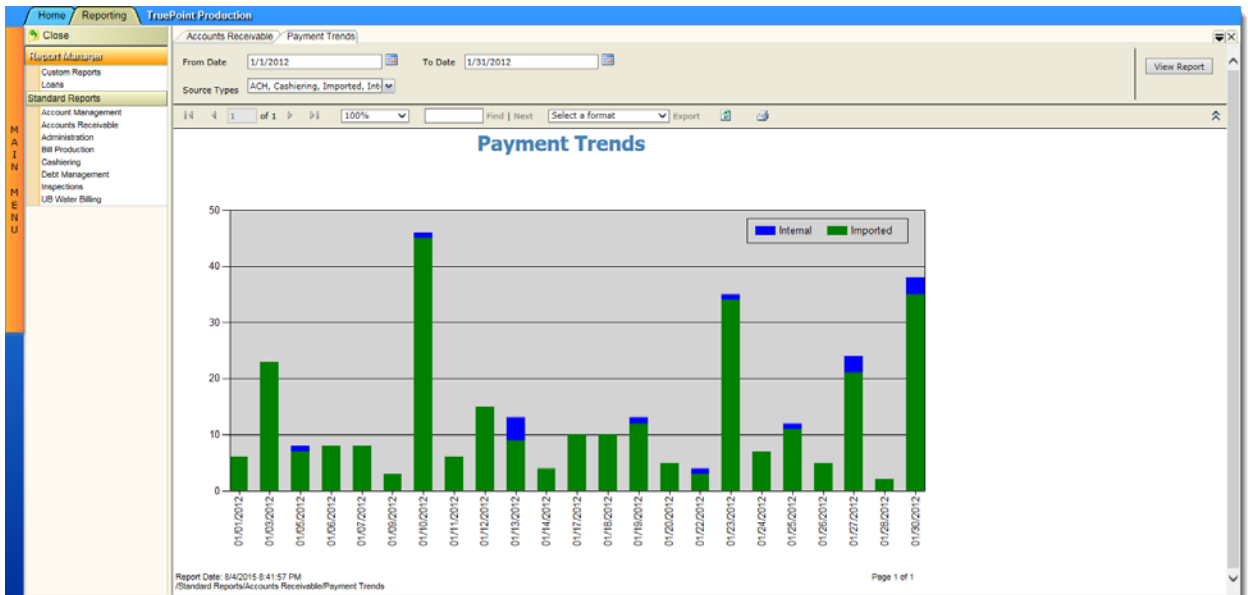 Home Reporting TruePoint Production
Close
Report Manager
Custom Reports
Loans
Standard Reports
Account Management
Accounts Receivable
Administration
Bill Production
Cashiering
Debt Management
Inspections
UB Water Billing
MAIN MENU
Accounts Receivable Payment Trends
From Date 1/1/2012 To Date 1/31/2012
View Report
Source Types ACH, Cashiering, Imported, Int
1 of 1 100% Find | Next Select a format Export
Payment Trends
Internal Imported
50
40
30
20
10
0
01/01/2012 01/03/2012 01/05/2012 01/06/2012 01/07/2012 01/09/2012 01/10/2012 01/11/2012 01/12/2012 01/13/2012 01/14/2012 01/17/2012 01/18/2012 01/19/2012 01/20/2012 01/22/2012 01/23/2012 01/24/2012 01/25/2012 01/26/2012 01/27/2012 01/28/2012 01/30/2012
Report Date: 8/4/2015 8:41:57 PM Page 1 of 1
/Standard Reports/Accounts Receivable/Payment Trends